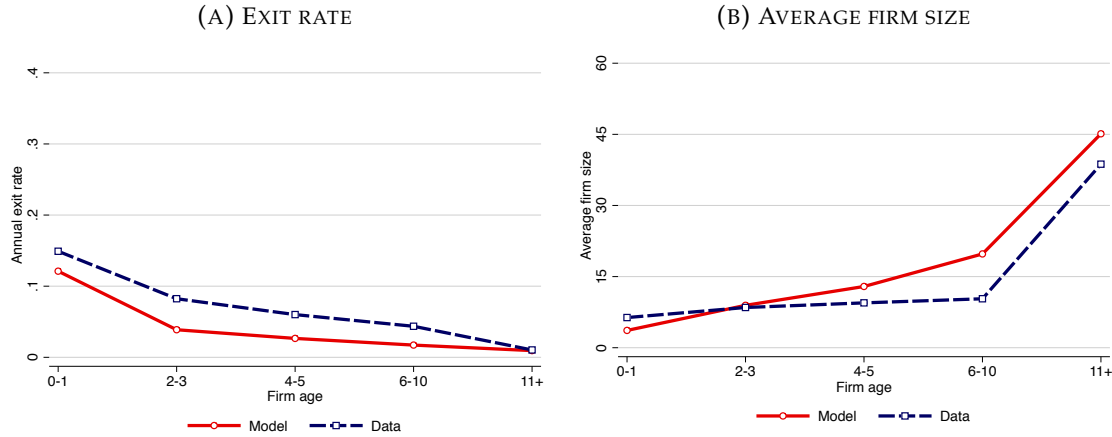 (A) EXIT RATE
Annual exit rate
.4
.3
.2
.1
0
0-1 2-3 4-5 6-10 11+
Firm age
Model Data
(B) AVERAGE FIRM SIZE
Average firm size
60
45
30
15
0
0-1 2-3 4-5 6-10 11+
Firm age
Model Data